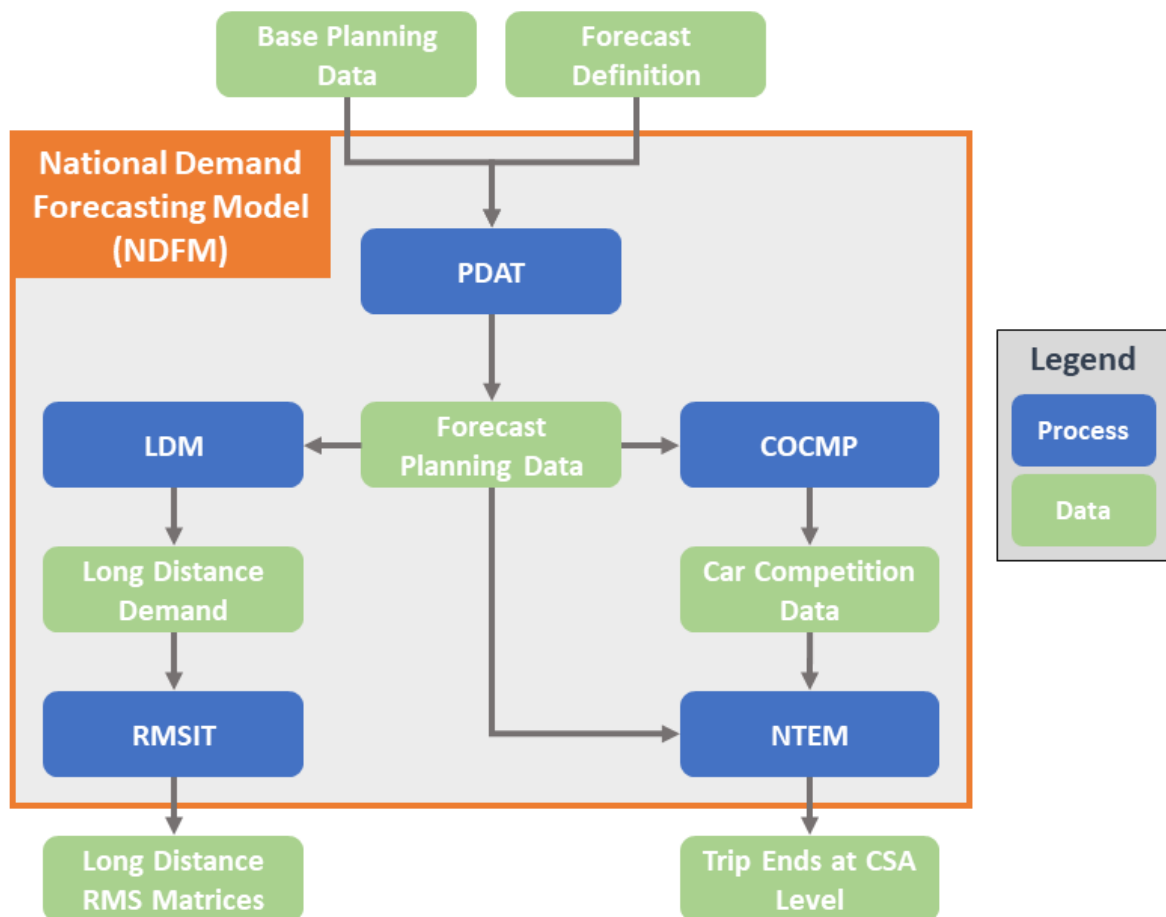 Base Planning
Data
Forecast
Definition
National Demand
Forecasting Model
(NDFM)
PDAT
LDM
Forecast
Planning Data
COCMP
Long Distance
Demand
Car Competition
Data
RMSIT
NTEM
Long Distance
RMS Matrices
Trip Ends at CSA
Level
Legend
Process
Data